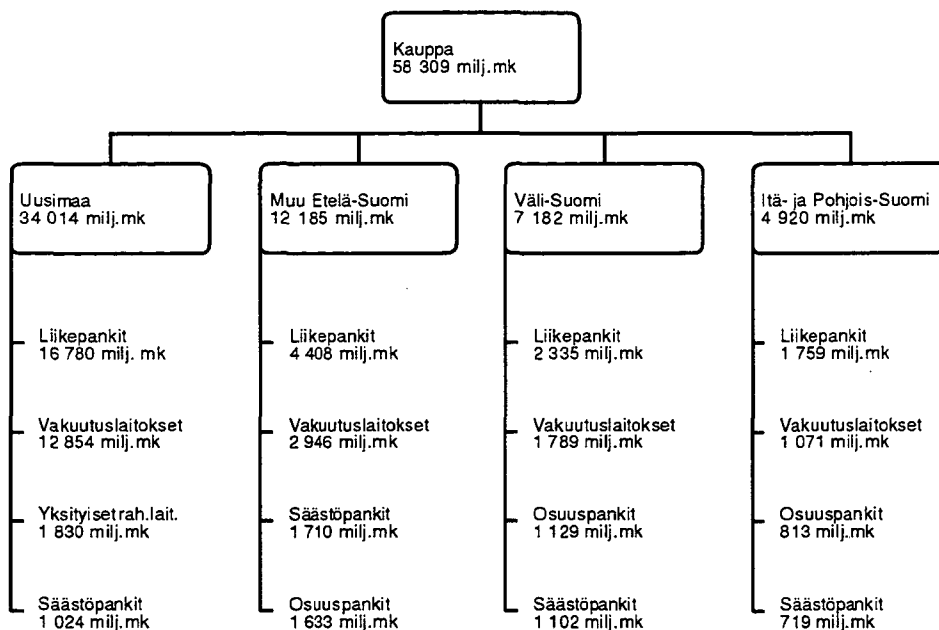 Kauppa
58 309 milj.mk
Uusimaa
34 014 milj.mk
Muu Etelä-Suomi
12 185 milj.mk
Väli-Suomi
7 182 milj.mk
Itä- ja Pohjois-Suomi
4 920 milj.mk
Liikepankit
16 780 milj. mk
Vakuutuslaitokset
12 854 milj.mk
Yksityiset rah.lait.
1 830 milj.mk
Säästöpankit
1 024 milj.mk
Liikepankit
4 408 milj.mk
Vakuutuslaitokset
2 946 milj.mk
Säästöpankit
1 710 milj.mk
Osuuspankit
1 633 milj.mk
Liikepankit
2 335 milj.mk
Vakuutuslaitokset
1 789 milj.mk
Osuuspankit
1 129 milj.mk
Säästöpankit
1 102 milj.mk
Liikepankit
1 759 milj.mk
Vakuutuslaitokset
1 071 milj.mk
Osuuspankit
813 milj.mk
Säästöpankit
719 milj.mk